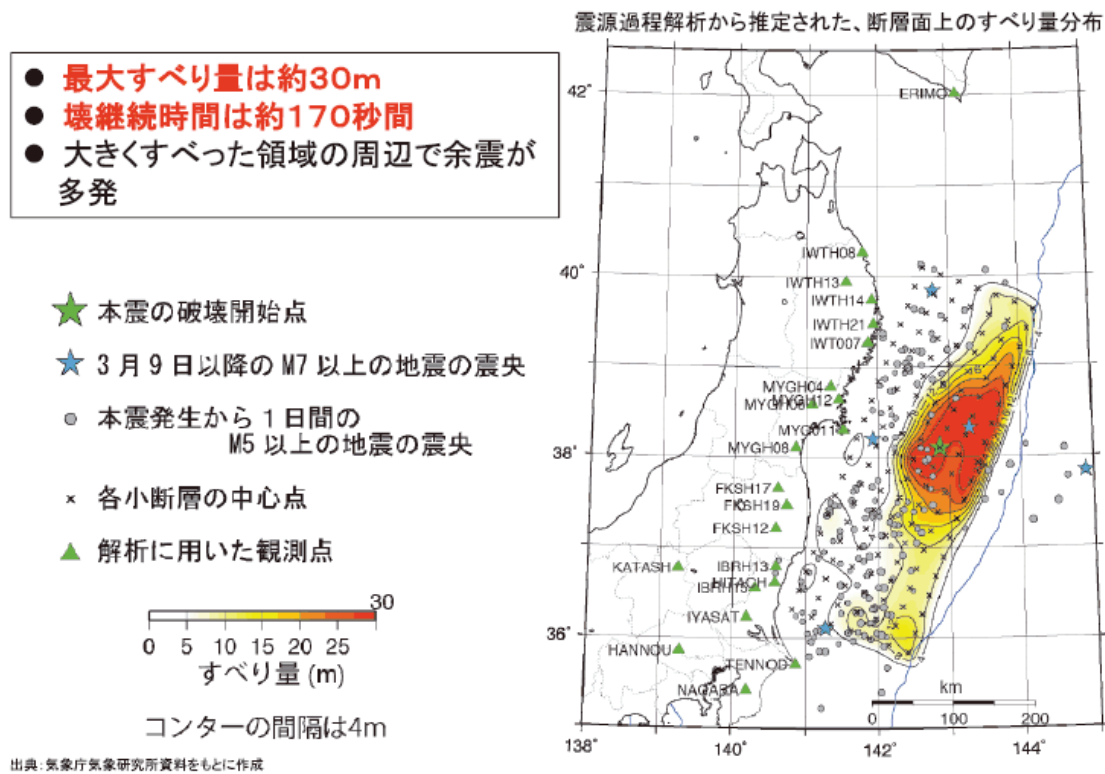 震源過程解析から推定された、断層面上のすべり量分布
● 最大すべり量は約30m
● 壊継続時間は約170秒間
● 大きくすべった領域の周辺で余震が
多発
本震の破壊開始点
3月9日以降のM7以上の地震の震央
本震発生から1日間の
M5以上の地震の震央
各小断層の中心点
解析に用いた観測点
30
0 5 10 15 20 25
すべり量 (m)
コンターの間隔は4m
出典:気象庁気象研究所資料をもとに作成
42°
40°
38°
36°
138° 140° 142° 144°
ERIMO
IWTH08
IWTH13
IWTH14
IWTH21
IWT007
MYGH04
MYGH12
MYG011
MYGH08
FKSH17
FKSH19
FKSH12
KATASH
IBRH13
HITACH
IBRH15
IYASAT
HANNOU
TENNOD
NAGARA
km
0 100 200